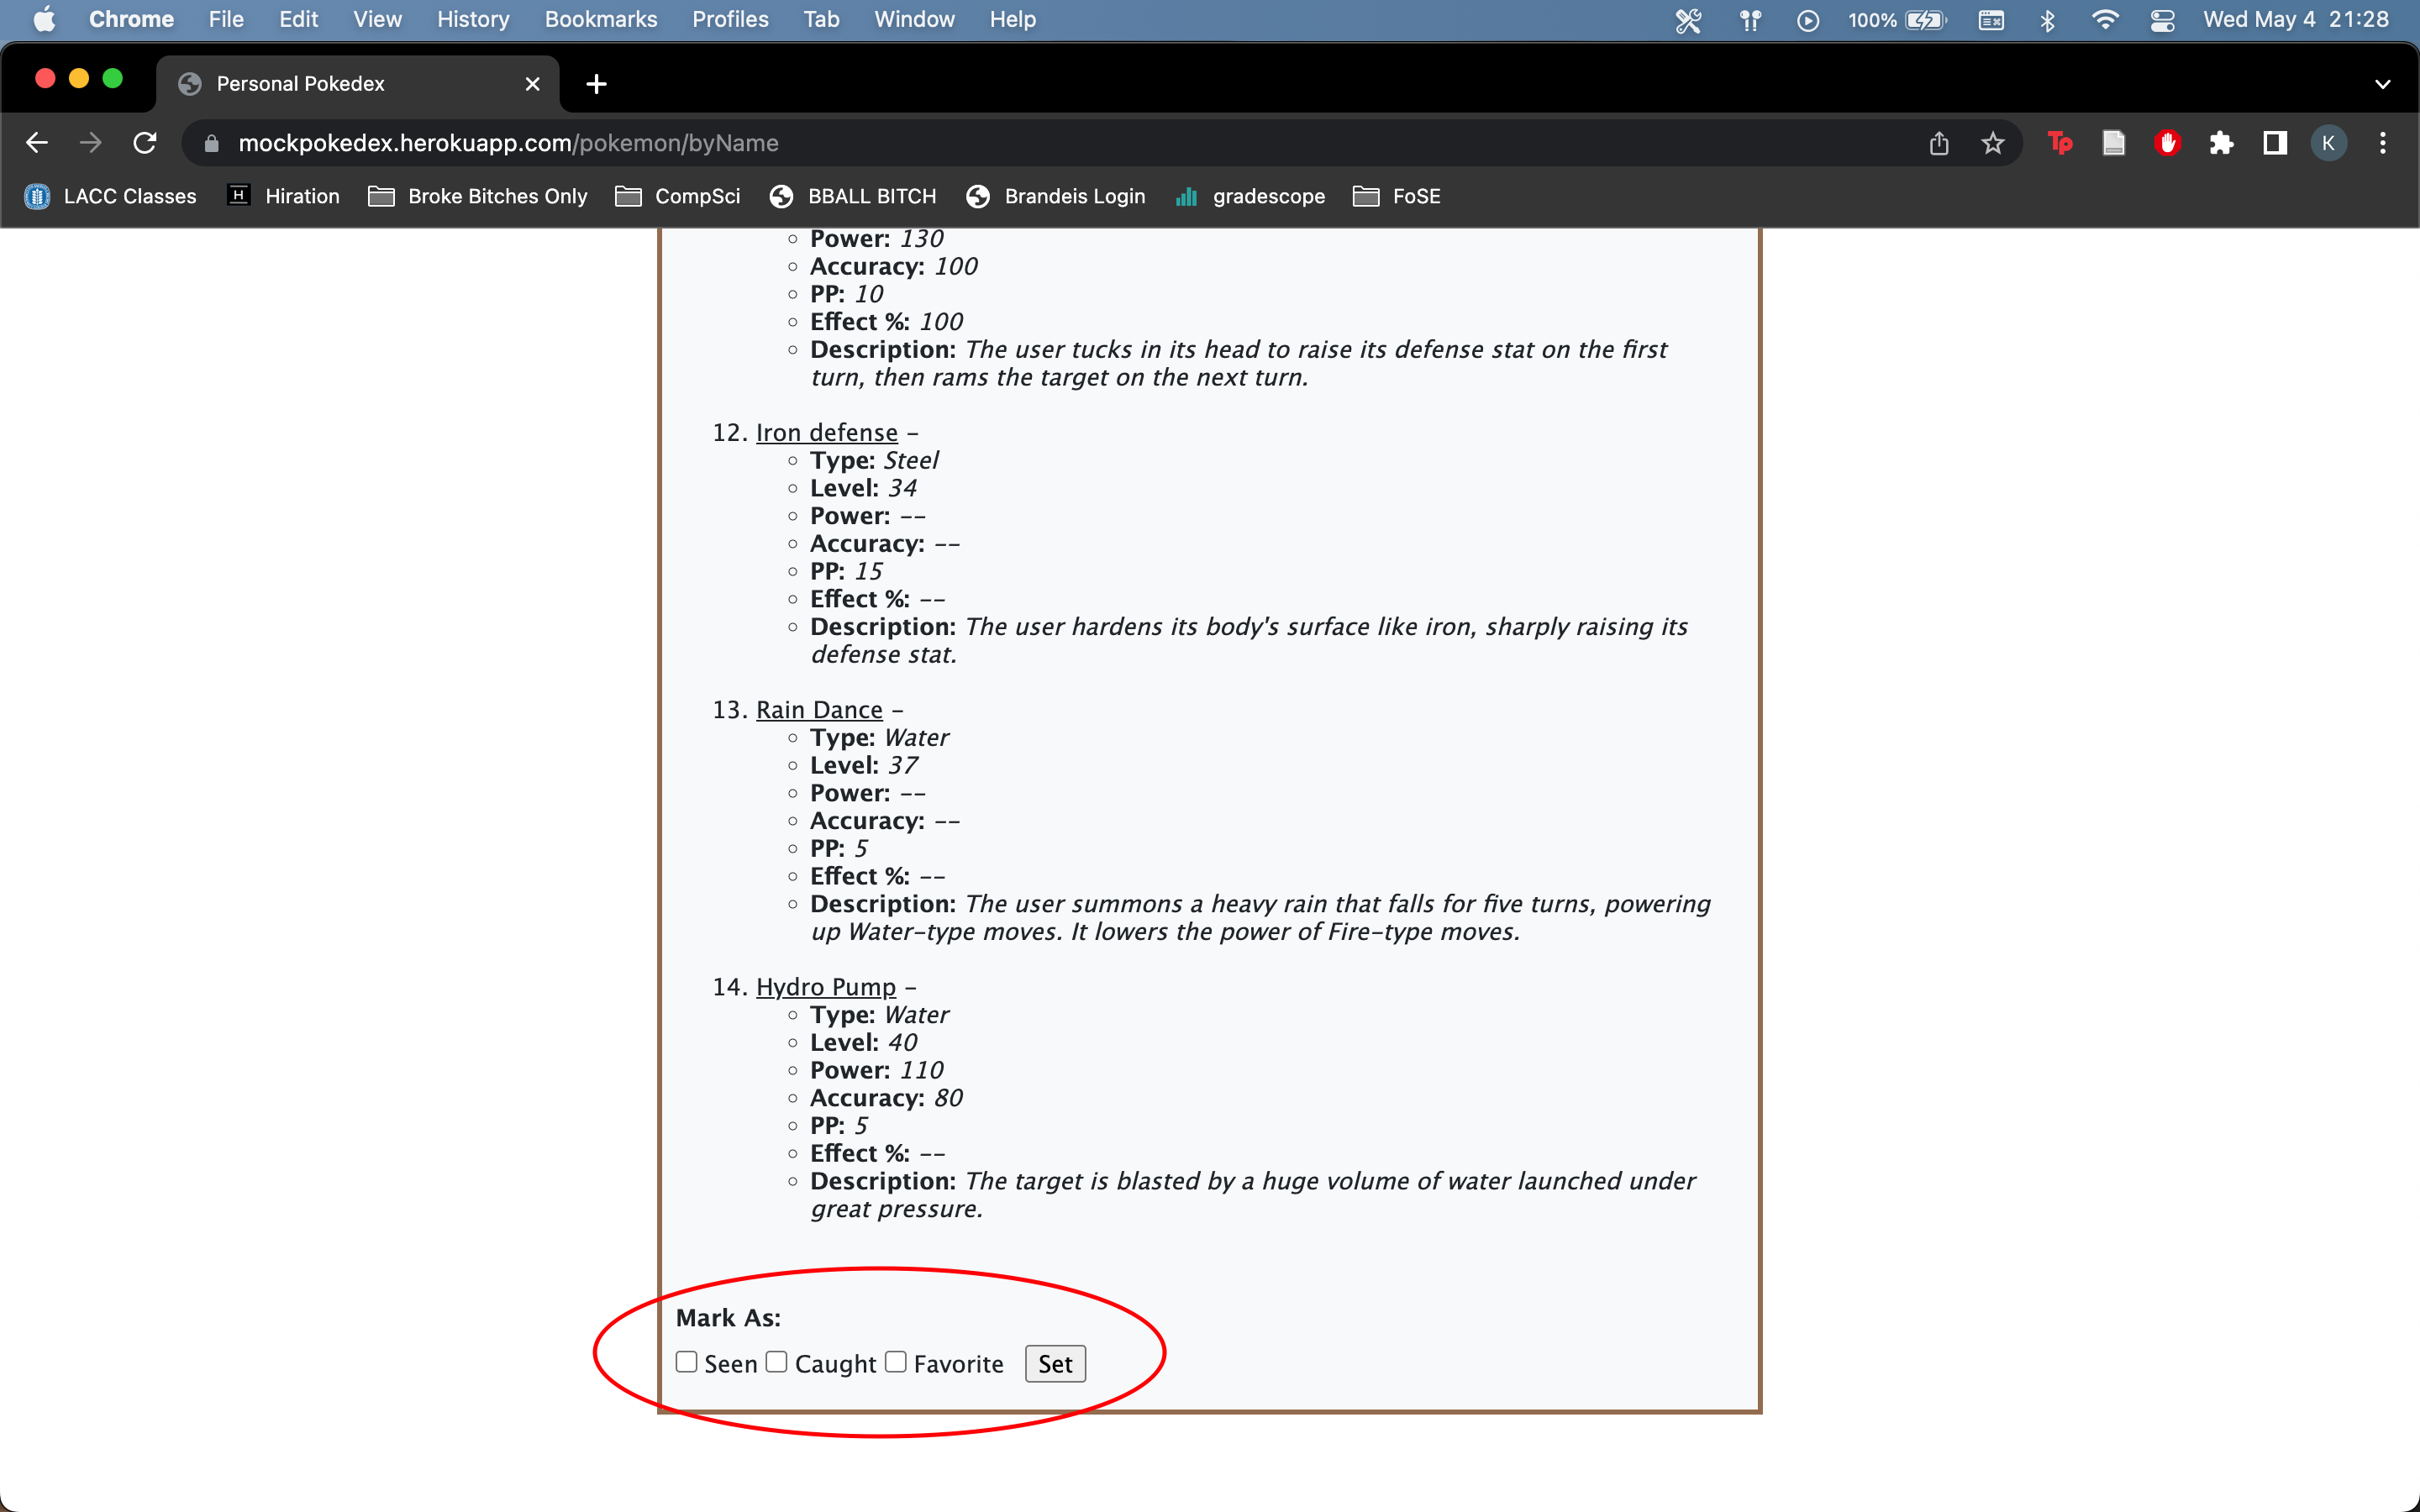 Chrome File Edit View History Bookmarks Profiles Tab Window Help 100% Wed May 4 21:28
Personal Pokedex
mockpokedex.herokuapp.com/pokemon/byName Tp K
LACC Classes H Hiration Broke Bitches Only CompSci BBALL BITCH Brandeis Login gradescope FoSE
Power: 130
Accuracy: 100
PP: 10
Effect %: 100
Description: The user tucks in its head to raise its defense stat on the first
turn, then rams the target on the next turn.
12. Iron defense -
Type: Steel
Level: 34
Power: --
Accuracy: --
PP: 15
Effect %: --
Description: The user hardens its body's surface like iron, sharply raising its
defense stat.
13. Rain Dance -
Type: Water
Level: 37
Power: --
Accuracy: --
PP: 5
Effect %: --
Description: The user summons a heavy rain that falls for five turns, powering
up Water-type moves. It lowers the power of Fire-type moves.
14. Hydro Pump -
Type: Water
Level: 40
Power: 110
Accuracy: 80
PP: 5
Effect %: --
Description: The target is blasted by a huge volume of water launched under
great pressure.
Mark As:
Seen Caught Favorite Set